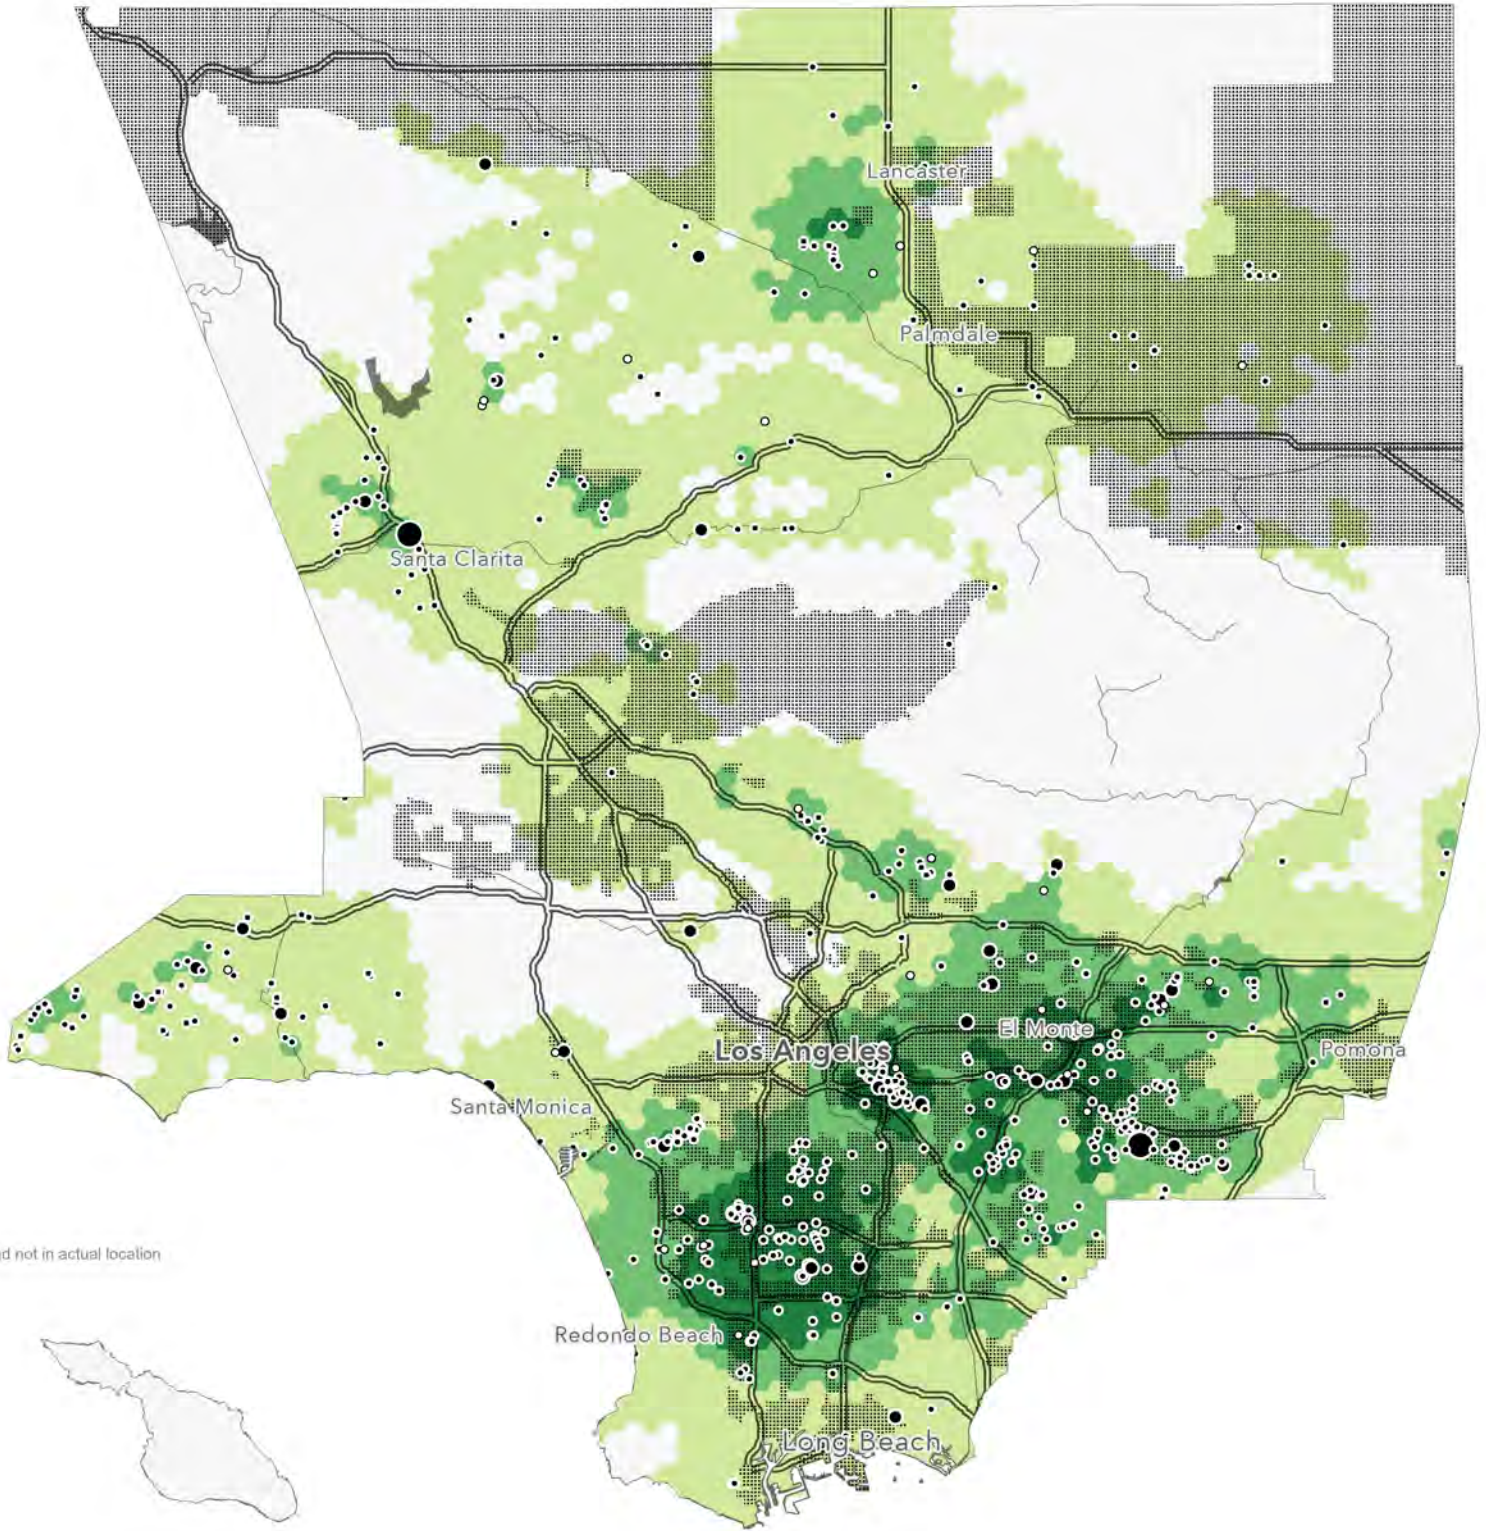 Lancaster
Palmdale
Santa Clarita
El Monte
Los Angeles
Pomona
Santa Monica
d not in actual location
Redondo Beach
Long Beach